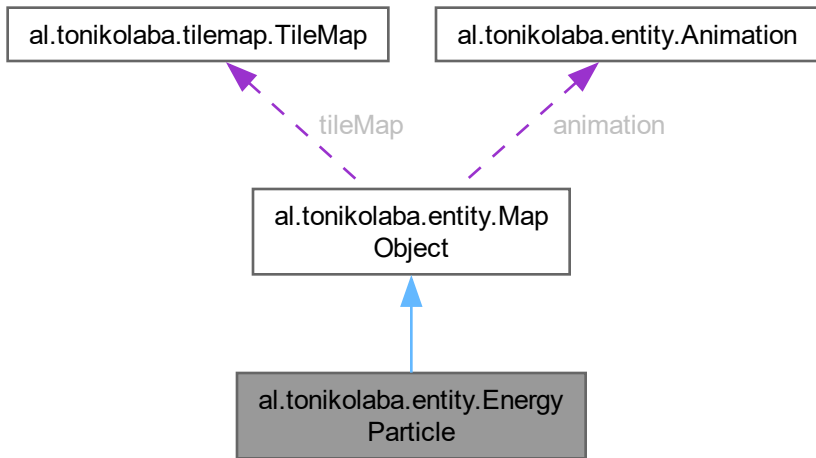 al.tonikolaba.tilemap.TileMap
al.tonikolaba.entity.Animation
tileMap
animation
al.tonikolaba.entity.Map
Object
al.tonikolaba.entity.Energy
Particle